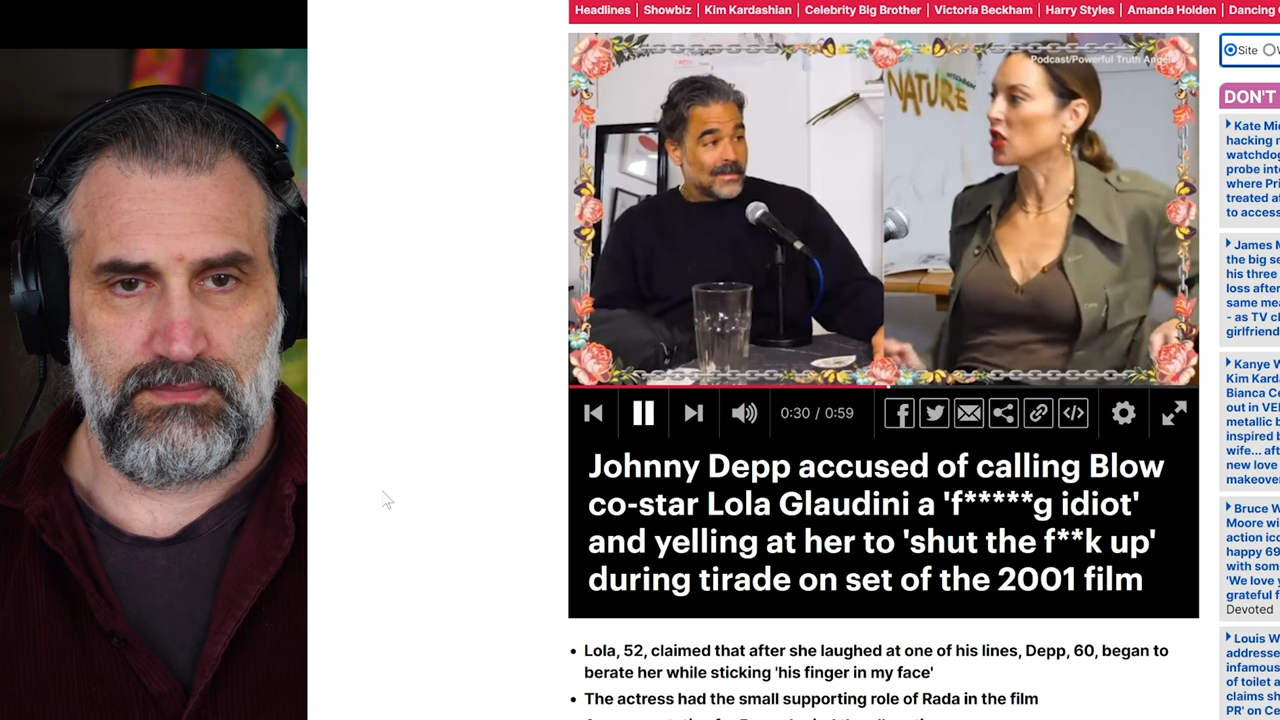 Headlines | Showbiz | Kim Kardashian | Celebrity Big Brother | Victoria Beckham | Harry Styles | Amanda Holden | Dancing
Podcast/Powerful Truth Angels
NATURE
Site
DON'T
0:30 / 0:59
Johnny Depp accused of calling Blow
co-star Lola Glaudini a 'f*****g idiot'
and yelling at her to 'shut the f**k up'
during tirade on set of the 2001 film
• Lola, 52, claimed that after she laughed at one of his lines, Depp, 60, began to
berate her while sticking 'his finger in my face'
• The actress had the small supporting role of Rada in the film
Kate Mi
hacking
watchdog
probe int
where Pri
treated a
to access
James M
the big se
his three
loss after
same mea
- as TV c
girlfriend
Kanye W
Kim Karda
Bianca Ce
out in VE
metallic b
inspired b
wife... aft
new love
makeover
Bruce W
Moore wi
action ico
happy 69
with som
'We love y
grateful f
Devoted
Louis W
addresse
infamous
of toilet a
claims sh
PR' on Ce